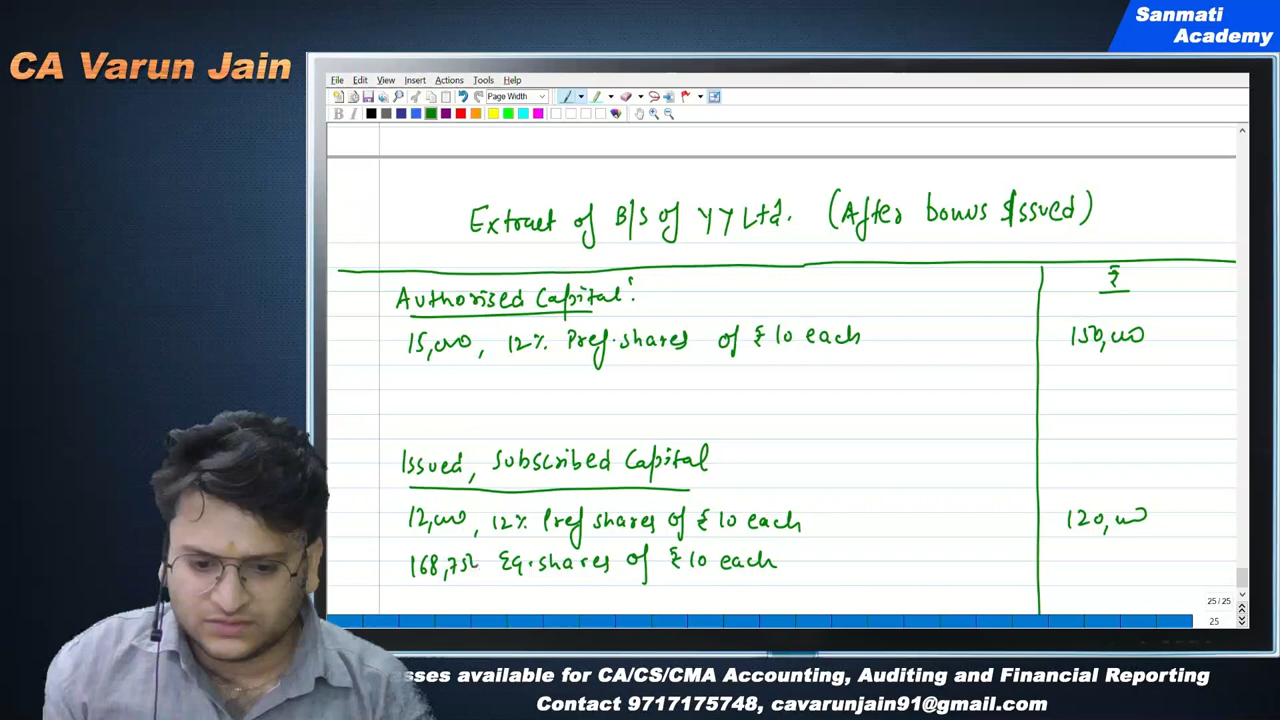 Sanmati
Academy
CA Varun Jain
File Edit View Insert Actions Tools Help
Page Width
B I
Extract of B/S of YY Ltd. (After bonus Issued)
₹
Authorised Capital:
15,000, 12% Pref. shares of ₹10 each 150,000
Issued, Subscribed Capital
12,000, 12% Pref shares of ₹10 each 120,000
168,750 Eq. shares of ₹10 each
25/25
25
esses available for CA/CS/CMA Accounting, Auditing and Financial Reporting
Contact 9717175748, cavarunjain91@gmail.com